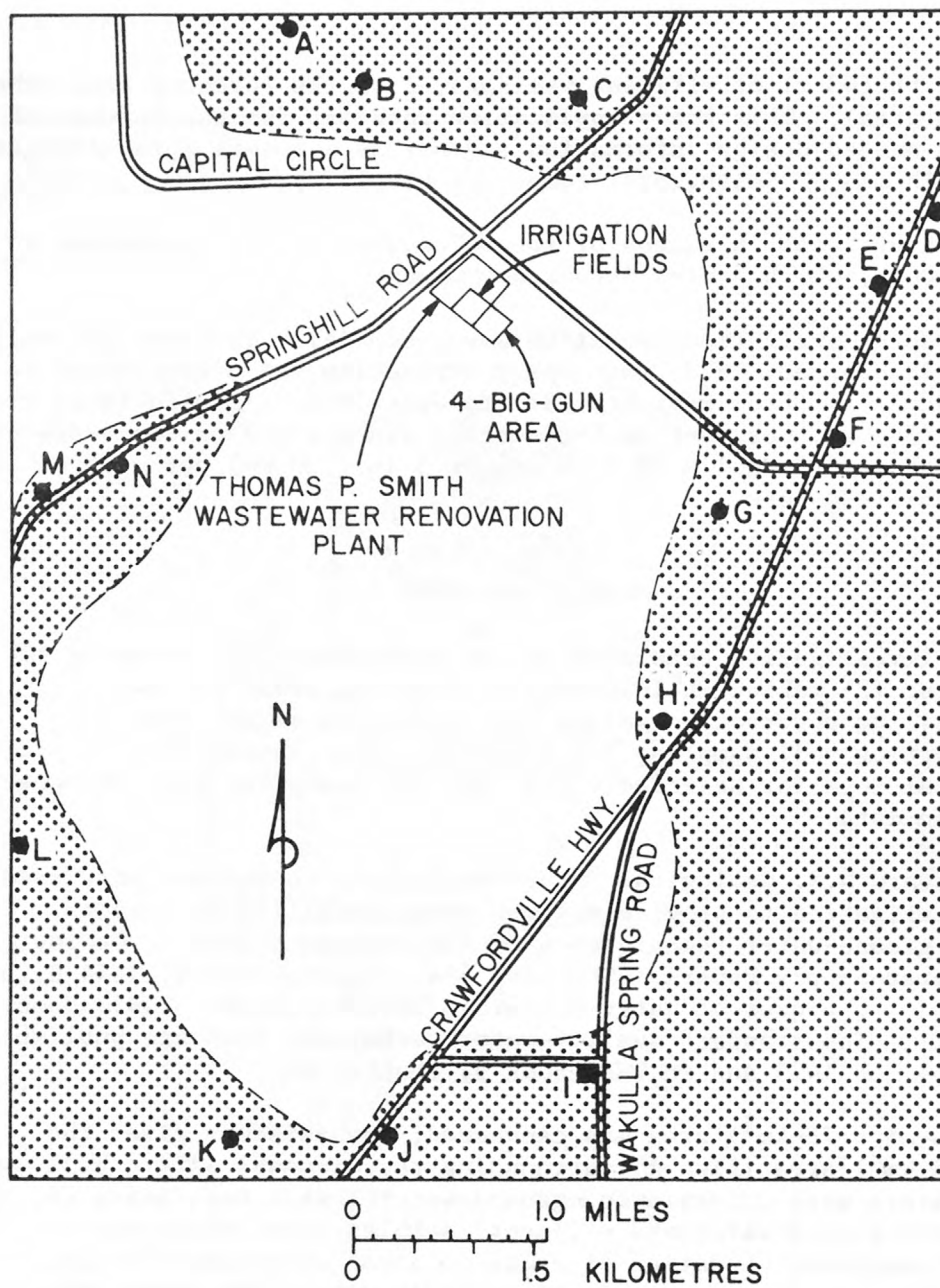 A
B
C
CAPITAL CIRCLE
D
IRRIGATION
FIELDS
E
SPRINGHILL ROAD
4-BIG-GUN
AREA
F
M
N
THOMAS P. SMITH
WASTEWATER RENOVATION
PLANT
G
N
H
L
CRAWFORDVILLE HWY.
WAKULLA SPRING ROAD
I
K
J
0 1.0 MILES
0 1.5 KILOMETRES